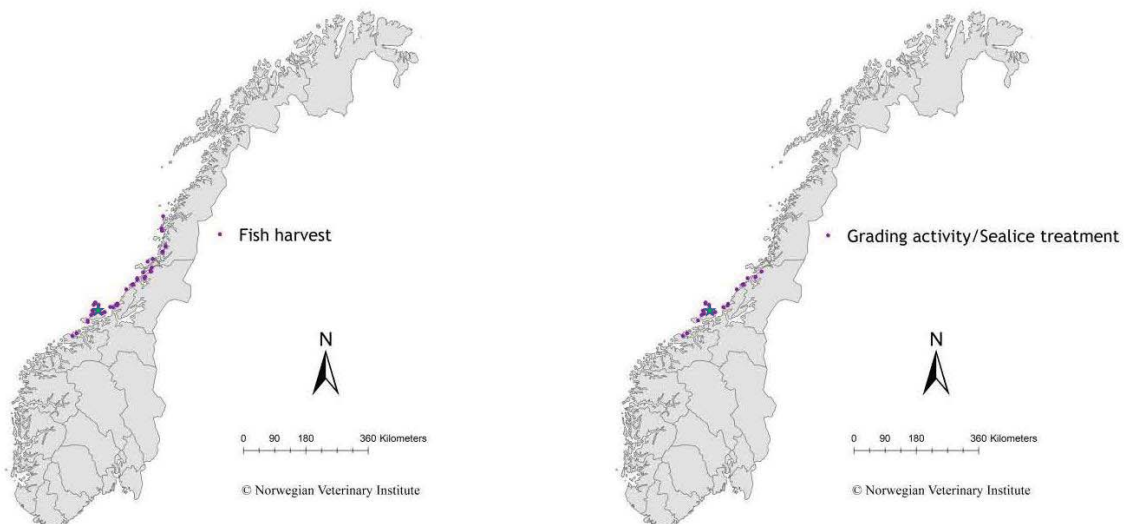 Fish harvest
N
0 90 180 360 Kilometers
© Norwegian Veterinary Institute
Grading activity/Sealice treatment
N
0 90 180 360 Kilometers
© Norwegian Veterinary Institute